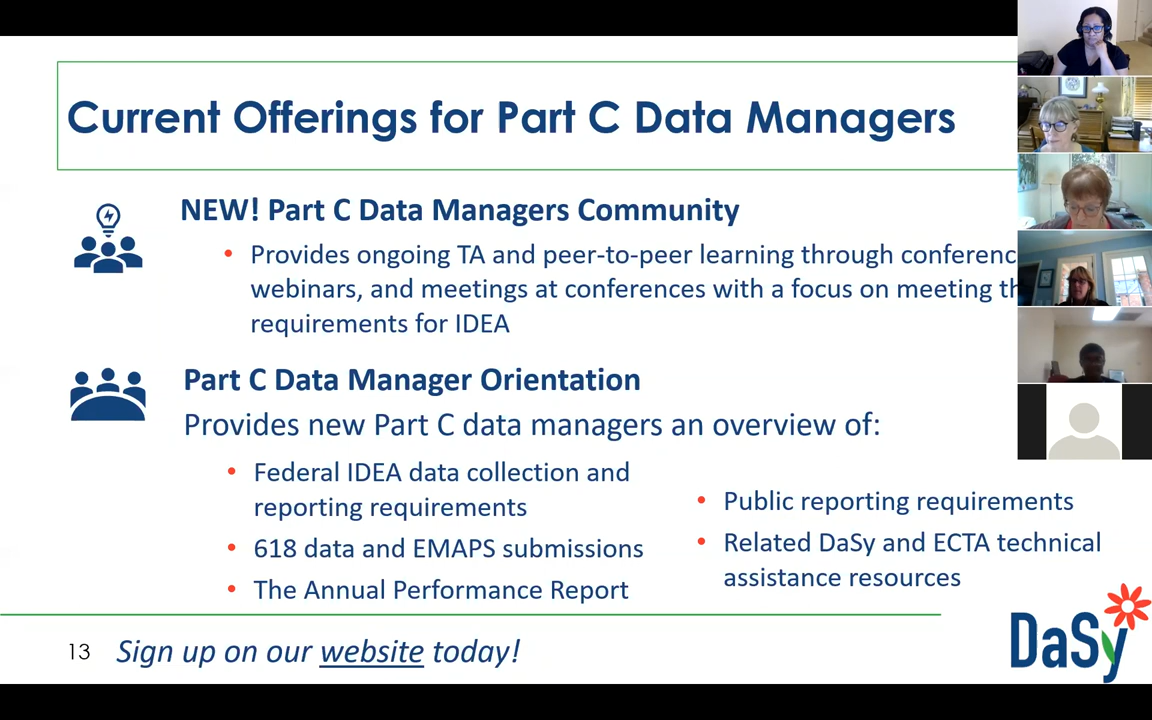 Current Offerings for Part C Data Managers
NEW! Part C Data Managers Community
• Provides ongoing TA and peer-to-peer learning through
webinars, and meetings at conferences with a focus on meeting
requirements for IDEA
Part C Data Manager Orientation
Provides new Part C data managers an overview of:
• Federal IDEA data collection and
reporting requirements
• 618 data and EMAPS submissions
• The Annual Performance Report
• Public reporting requirements
• Related DaSy and ECTA technical
assistance resources
13
Sign up on our website today!
DaSy